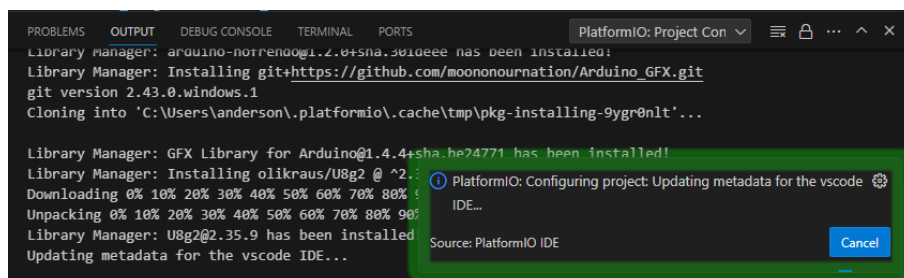 PROBLEMS OUTPUT DEBUG CONSOLE TERMINAL PORTS PlatformIO: Project Con
Library Manager: arduino-nofrendo@1.2.0+sha.301deee has been installed!
Library Manager: Installing git+https://github.com/moononournation/Arduino_GFX.git
git version 2.43.0.windows.1
Cloning into 'C:\Users\anderson\.platformio\.cache\tmp\pkg-installing-9ygr0nlt'...
Library Manager: GFX Library for Arduino@1.4.4+sha.be24771 has been installed!
Library Manager: Installing olikraus/U8g2 @ ^2.
Downloading 0% 10% 20% 30% 40% 50% 60% 70% 80%
Unpacking 0% 10% 20% 30% 40% 50% 60% 70% 80% 90%
Library Manager: U8g2@2.35.9 has been installed
Updating metadata for the vscode IDE...
PlatformIO: Configuring project: Updating metadata for the vscode
IDE...
Source: PlatformIO IDE
Cancel